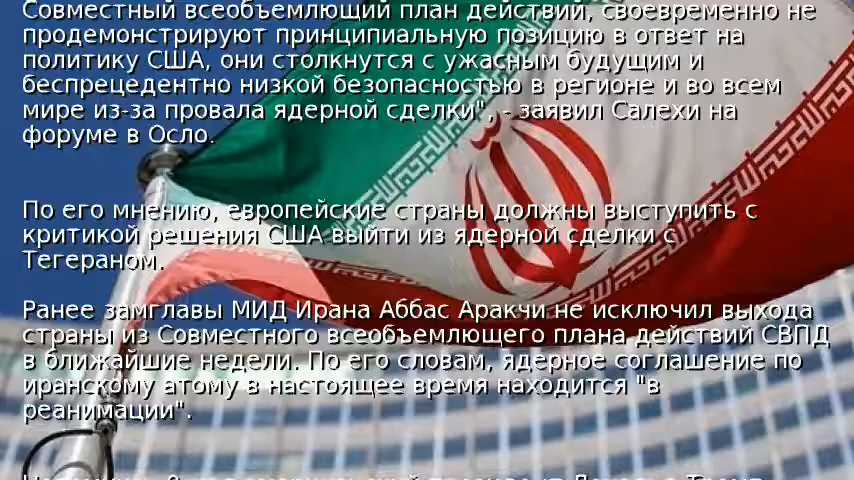 Совместный всеобъемлющий план действий, своевременно не
продемонстрируют принципиальную позицию в ответ на
политику США, они столкнутся с ужасным будущим и
беспрецедентно низкой безопасностью в регионе и во всем
мире из-за провала ядерной сделки", - заявил Салехи на
форуме в Осло.
По его мнению, европейские страны должны выступить с
критикой решения США выйти из ядерной сделки с
Тегераном.
Ранее замглавы МИД Ирана Аббас Аракчи не исключил выхода
страны из Совместного всеобъемлющего плана действий СВПД
в ближайшие недели. По его словам, ядерное соглашение по
иранскому атому в настоящее время находится "в
реанимации".